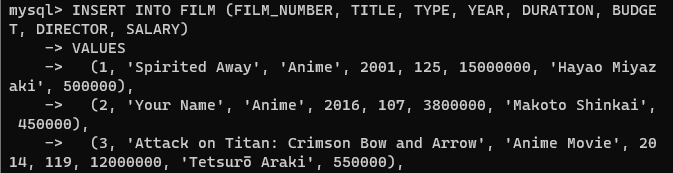 mysql> INSERT INTO FILM (FILM_NUMBER, TITLE, TYPE, YEAR, DURATION, BUDGE
T, DIRECTOR, SALARY)
    -> VALUES
    ->   (1, 'Spirited Away', 'Anime', 2001, 125, 15000000, 'Hayao Miyaz
aki', 500000),
    ->   (2, 'Your Name', 'Anime', 2016, 107, 3800000, 'Makoto Shinkai',
 450000),
    ->   (3, 'Attack on Titan: Crimson Bow and Arrow', 'Anime Movie', 20
14, 119, 12000000, 'Tetsurō Araki', 550000),